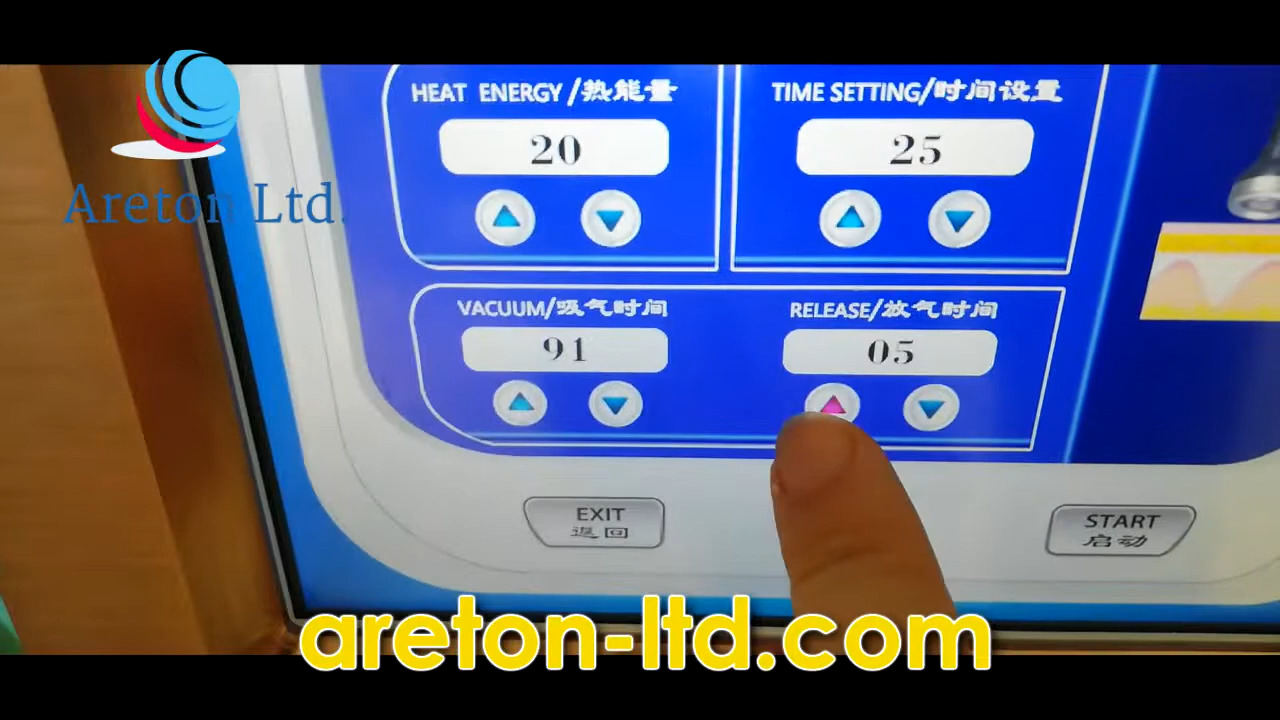 Areton Ltd.
HEAT ENERGY/热能量
20
TIME SETTING/时间设置
25
VACUUM/吸气时间
91
RELEASE/放气时间
05
EXIT
返回
START
启动
areton-ltd.com